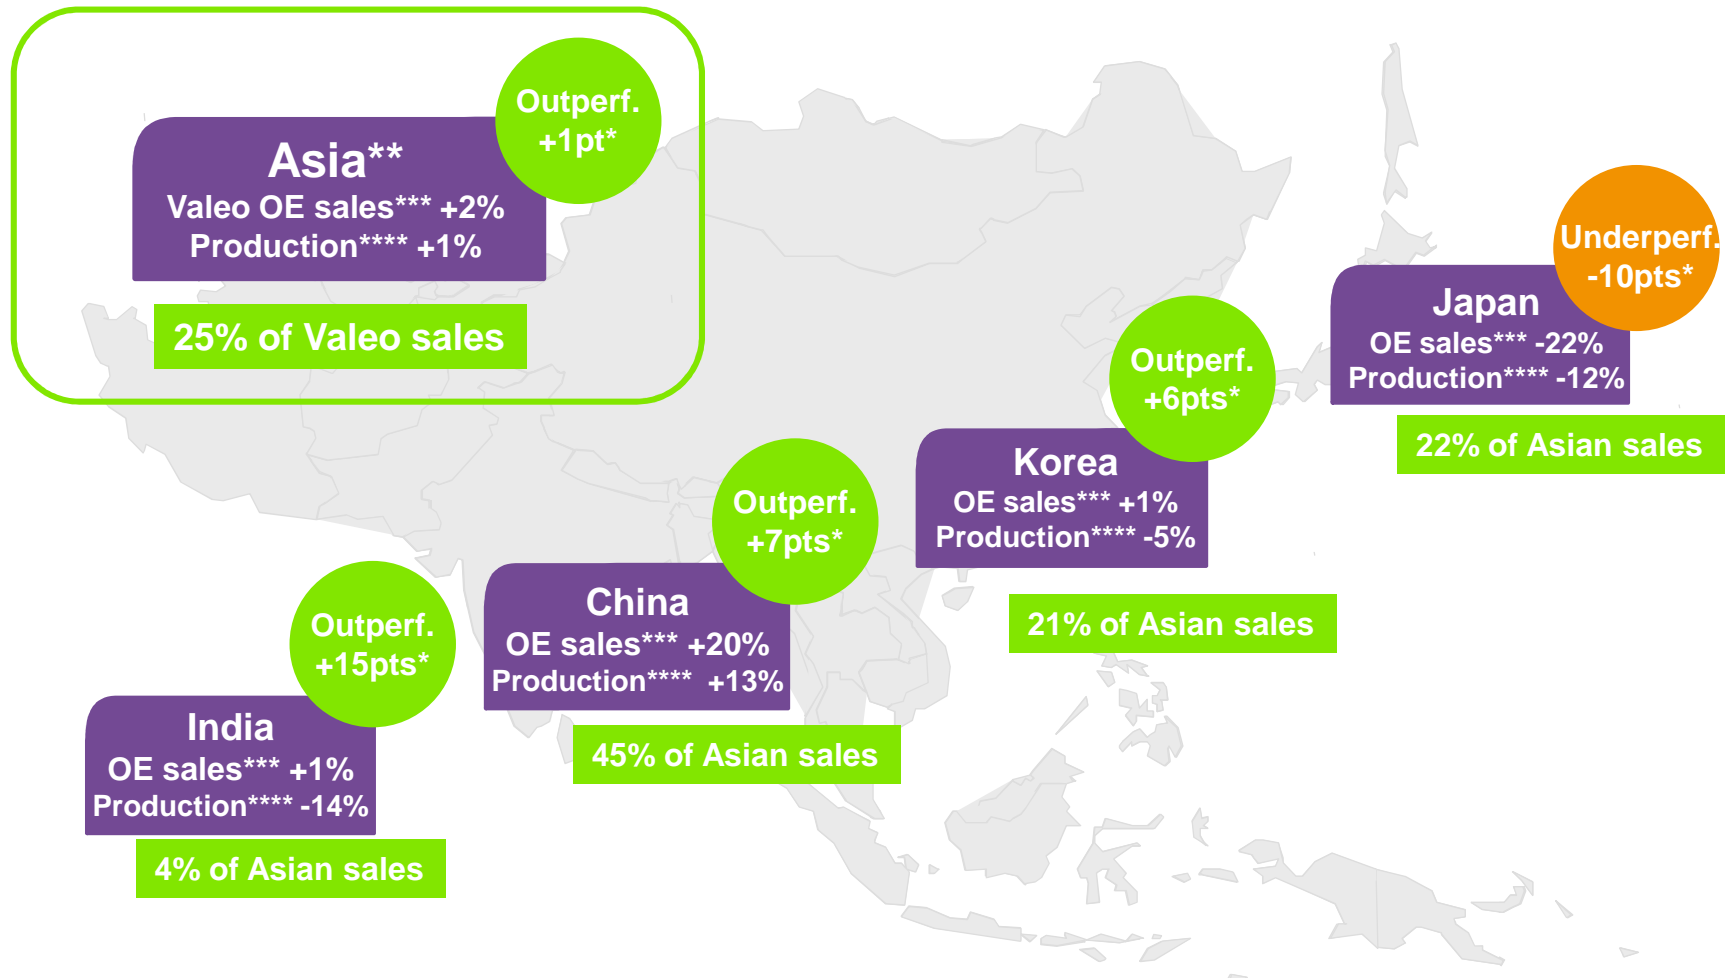 Outperf.
+1pt*
Asia**
Valeo OE sales*** +2%
Production**** +1%
25% of Valeo sales
Underperf.
-10pts*
Japan
OE sales*** -22%
Production**** -12%
22% of Asian sales
Outperf.
+6pts*
Korea
OE sales*** +1%
Production**** -5%
21% of Asian sales
Outperf.
+7pts*
China
OE sales*** +20%
Production**** +13%
45% of Asian sales
Outperf.
+15pts*
India
OE sales*** +1%
Production**** -14%
4% of Asian sales